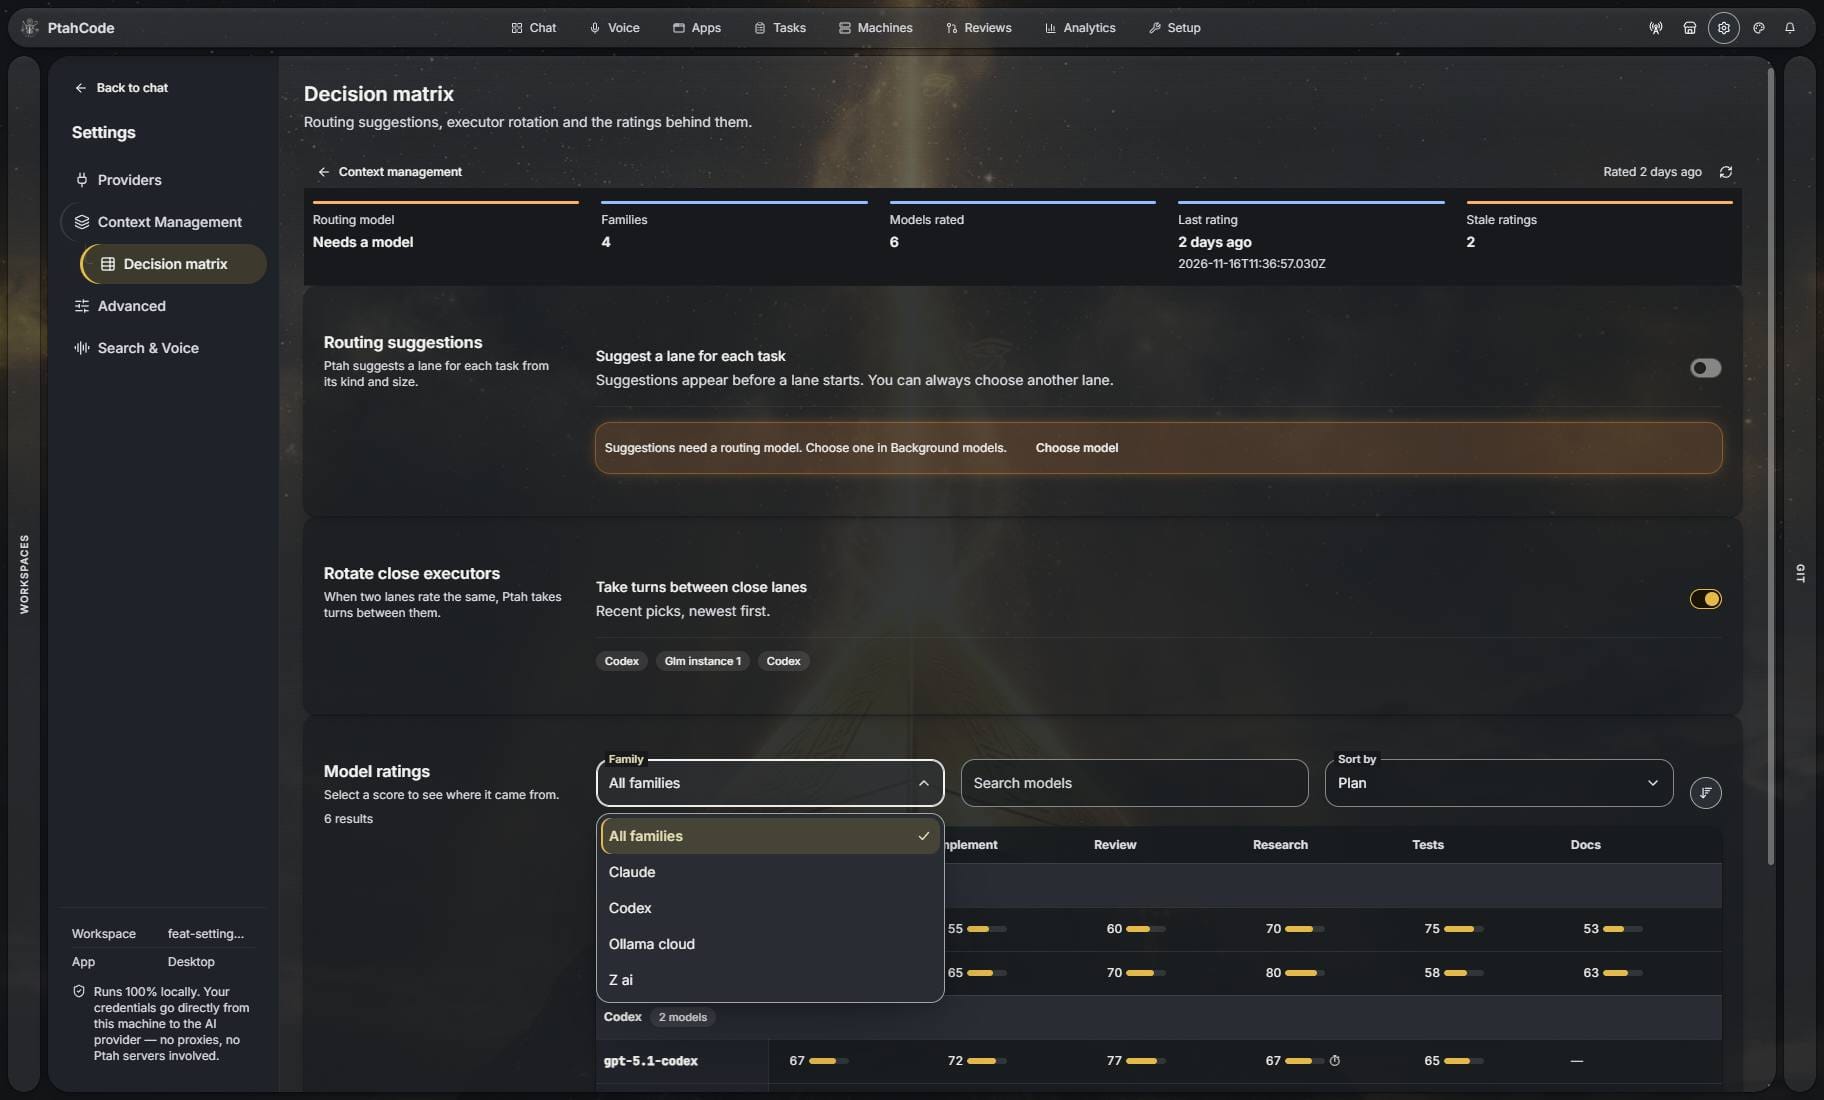 PtahCode
Chat
Voice
Apps
Tasks
Machines
Reviews
Analytics
Setup
WORKSPACES
Back to chat
Settings
Providers
Context Management
Decision matrix
Advanced
Search & Voice
Workspace feat-setting...
App Desktop
Runs 100% locally. Your
credentials go directly from
this machine to the AI
provider — no proxies, no
Ptah servers involved.
Decision matrix
Routing suggestions, executor rotation and the ratings behind them.
Context management
Rated 2 days ago
Routing model
Needs a model
Families
4
Models rated
6
Last rating
2 days ago
2026-11-16T11:36:57.030Z
Stale ratings
2
Routing suggestions
Ptah suggests a lane for each task from
its kind and size.
Suggest a lane for each task
Suggestions appear before a lane starts. You can always choose another lane.
Suggestions need a routing model. Choose one in Background models. Choose model
Rotate close executors
When two lanes rate the same, Ptah takes
turns between them.
Take turns between close lanes
Recent picks, newest first.
Codex
Glm instance 1
Codex
Model ratings
Select a score to see where it came from.
6 results
Family
All families
Search models
Sort by
Plan
All families
Claude
Codex
Ollama cloud
Z ai
mplement Review Research Tests Docs
55 60 70 75 53
65 70 80 58 63
Codex 2 models
gpt-5.1-codex 67 72 77 67 65 —
GIT